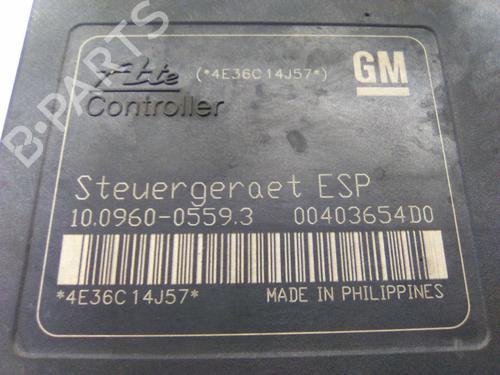 Ate (*4E36C14J57*) GM
Controller
Steuergeraet ESP
10.0960-0559.3 00403654D0
*4E36C14J57* MADE IN PHILIPPINES
B-PARTS